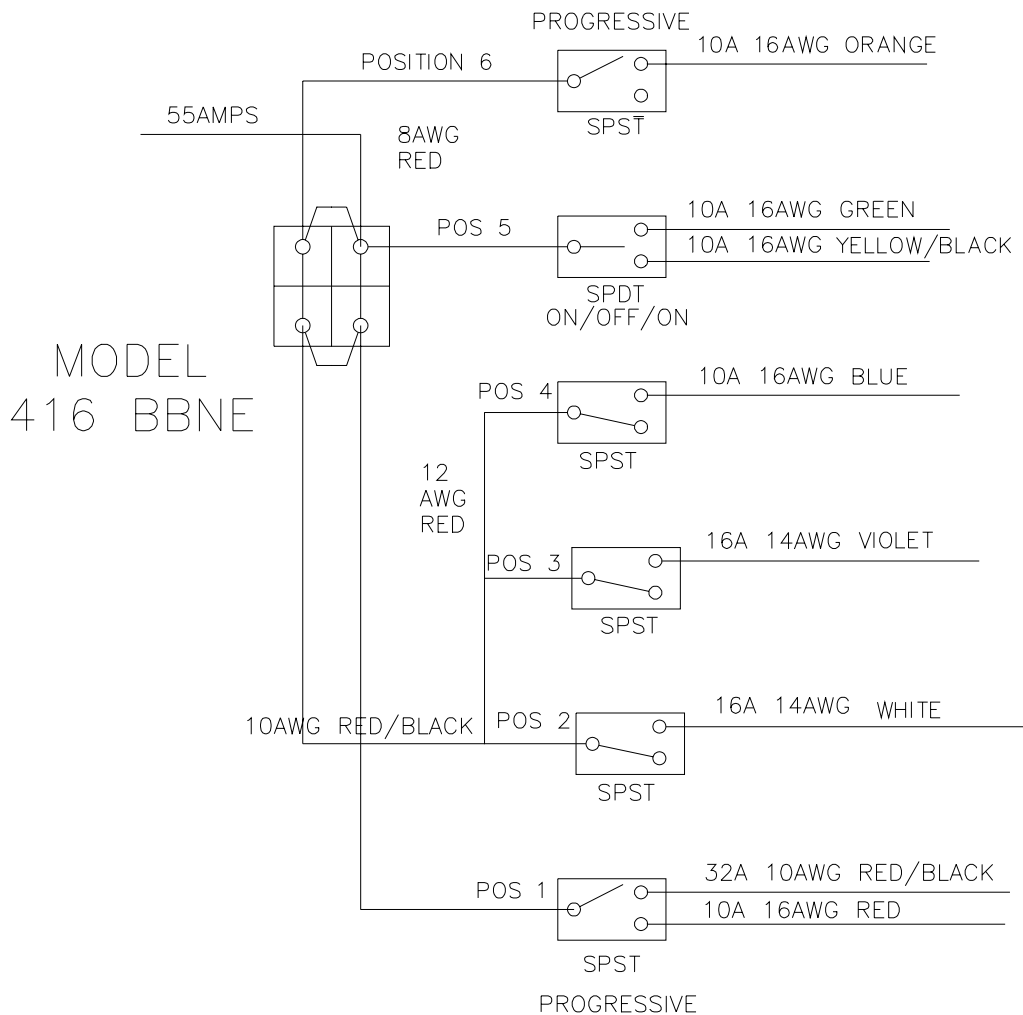 PROGRESSIVE
10A 16AWG ORANGE
POSITION 6
SPST
55AMPS
8AWG
RED
10A 16AWG GREEN
POS 5
10A 16AWG YELLOW/BLACK
SPDT
ON/OFF/ON
MODEL
416 BBNE
10A 16AWG BLUE
POS 4
SPST
12
AWG
RED
16A 14AWG VIOLET
POS 3
SPST
16A 14AWG WHITE
10AWG RED/BLACK
POS 2
SPST
32A 10AWG RED/BLACK
POS 1
10A 16AWG RED
SPST
PROGRESSIVE